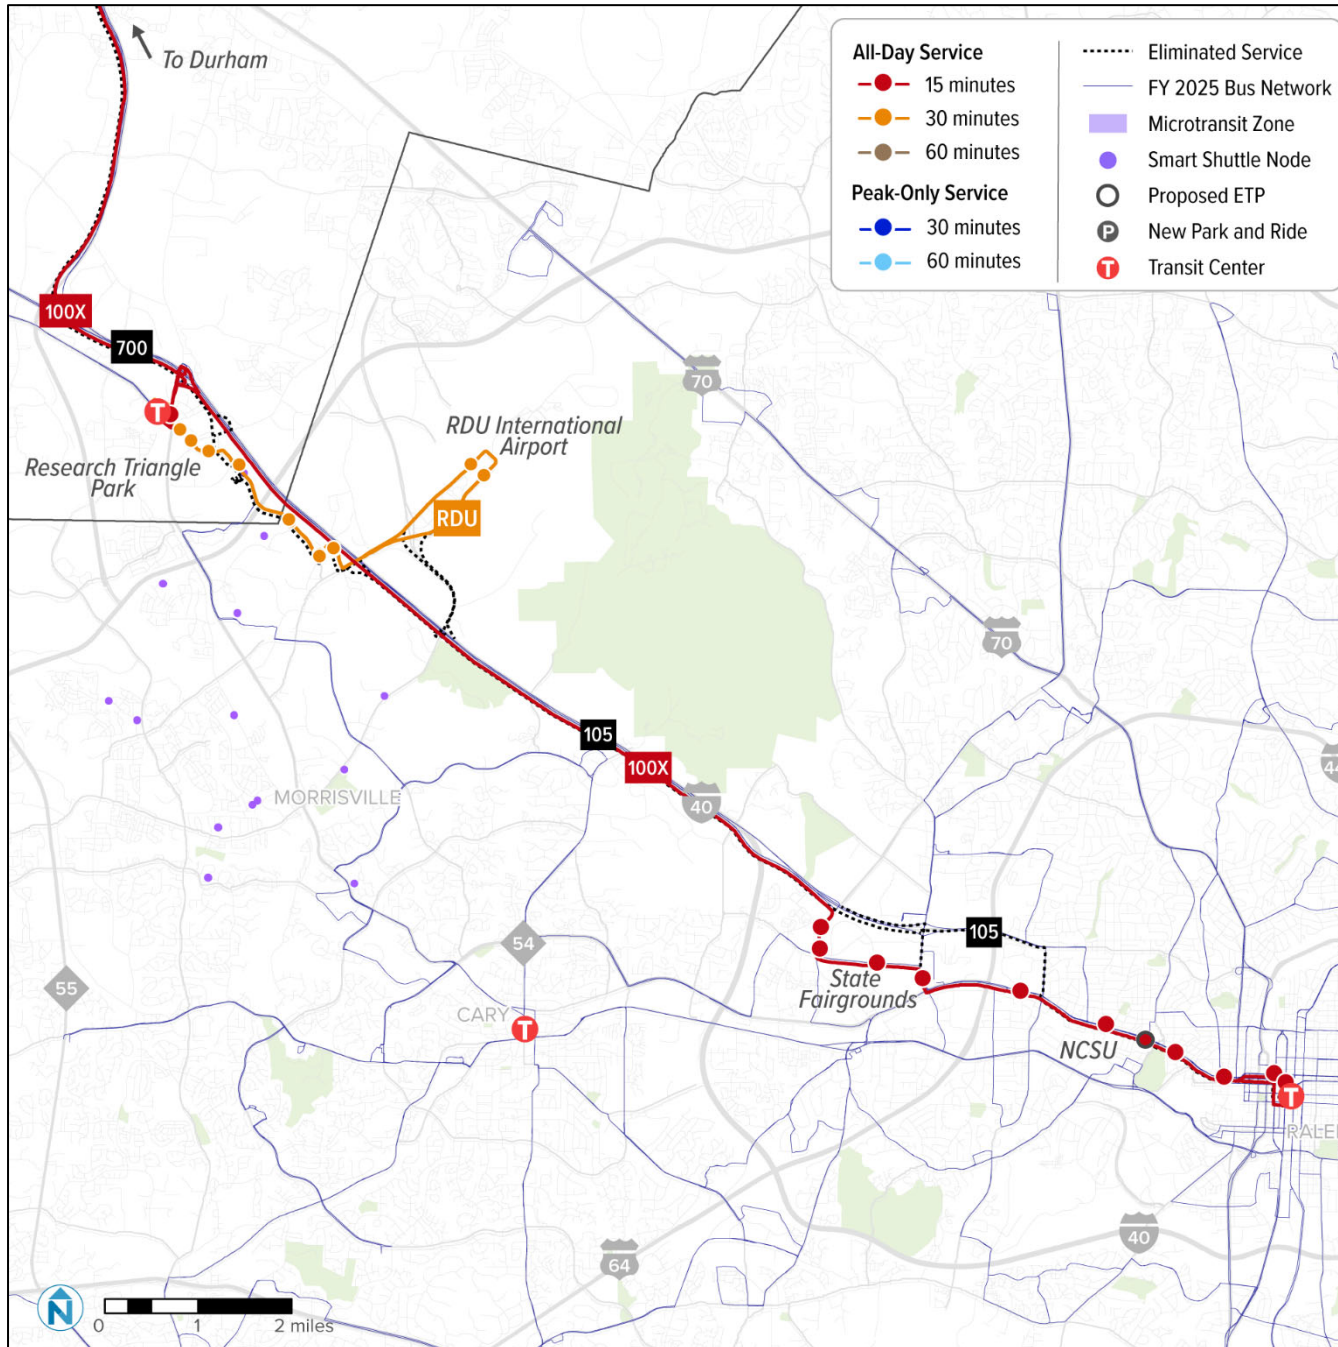 To Durham
All-Day Service
15 minutes
30 minutes
60 minutes
Peak-Only Service
30 minutes
60 minutes
Eliminated Service
FY 2025 Bus Network
Microtransit Zone
Smart Shuttle Node
Proposed ETP
P
New Park and Ride
T
Transit Center
100X
700
70
T
RDU International
Airport
Research Triangle
Park
RDU
70
105
100X
44
MORRISVILLE
40
105
54
55
State
Fairgrounds
CARY
T
NCSU
T
RALE
40
64
N
0 1 2 miles